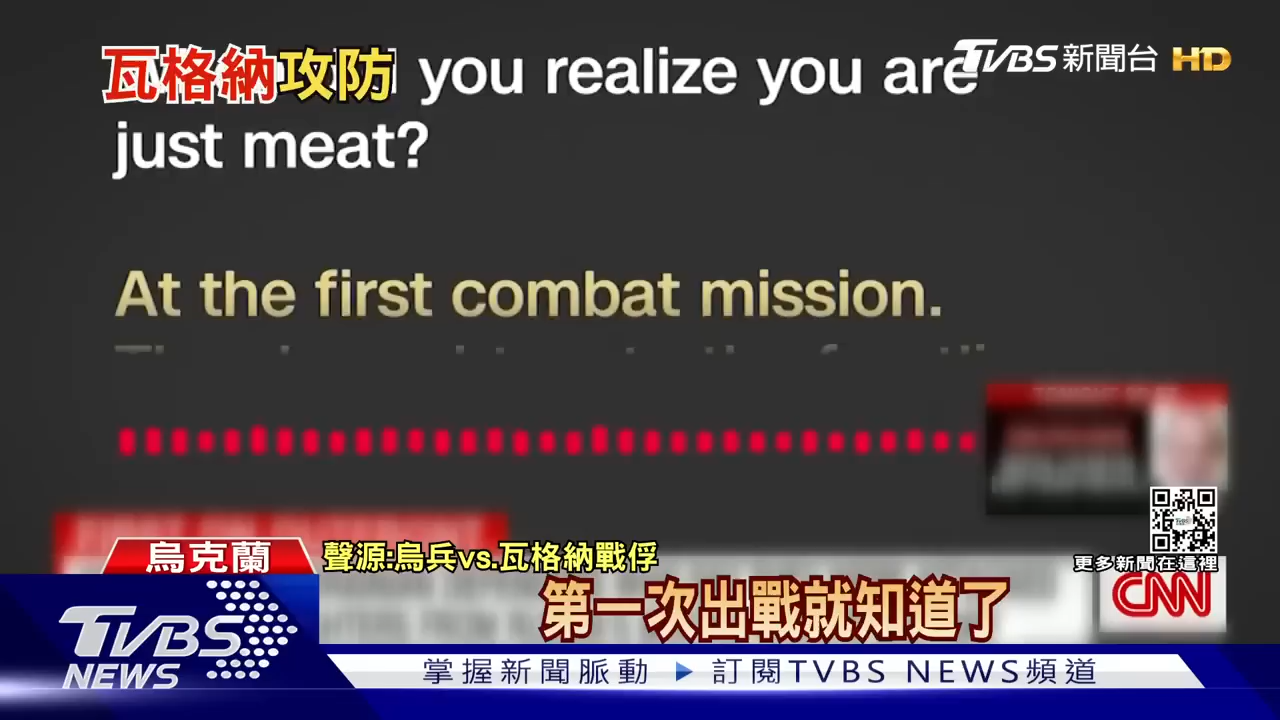 瓦格納攻防
you realize you are
TVBS新聞台 HD
just meat?
At the first combat mission.
烏克蘭
聲源:烏兵vs.瓦格納戰俘
更多新聞在這裡
第一次出戰就知道了
CNN
TVBS
NEWS
掌握新聞脈動 ▶ 訂閱TVBS NEWS頻道